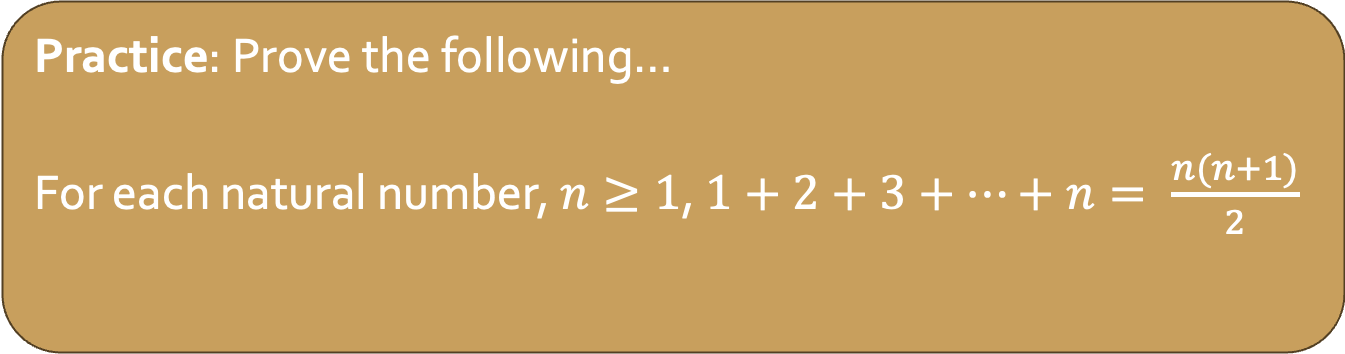 Practice: Prove the following...
For each natural number, n ≥ 1, 1 + 2 + 3 + ⋯ + n = n(n+1)/2